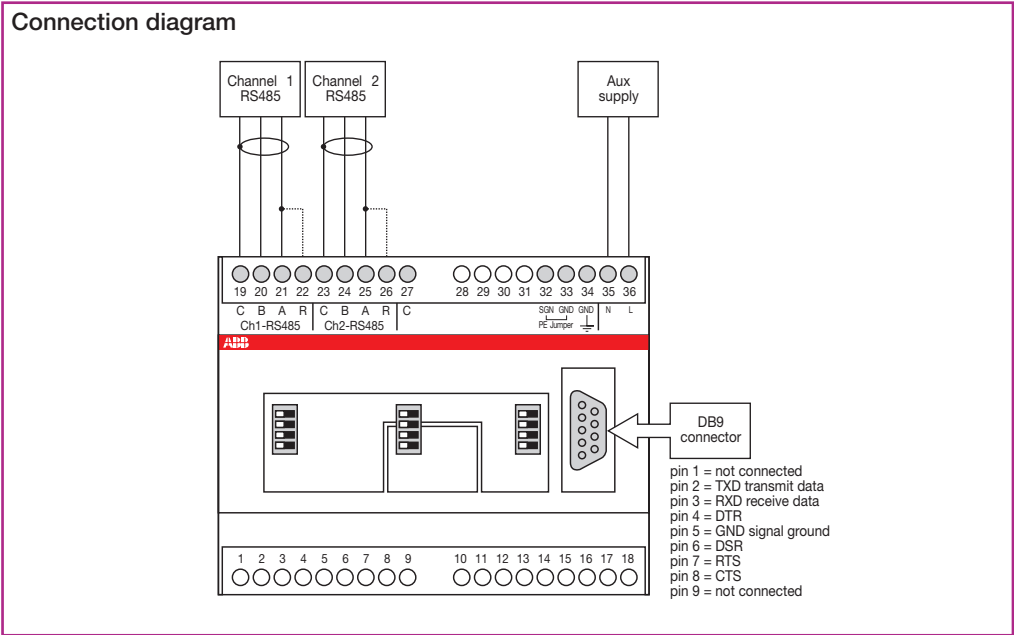 Connection diagram
Channel 1
RS485
Channel 2
RS485
Aux
supply
19 20 21 22 23 24 25 26 27 28 29 30 31 32 33 34 35 36
C B A R C B A R C SGN GND GND N L
Ch1-RS485 Ch2-RS485 PE Jumper
ABB
DB9
connector
pin 1 = not connected
pin 2 = TXD transmit data
pin 3 = RXD receive data
pin 4 = DTR
pin 5 = GND signal ground
pin 6 = DSR
pin 7 = RTS
pin 8 = CTS
pin 9 = not connected
1 2 3 4 5 6 7 8 9 10 11 12 13 14 15 16 17 18